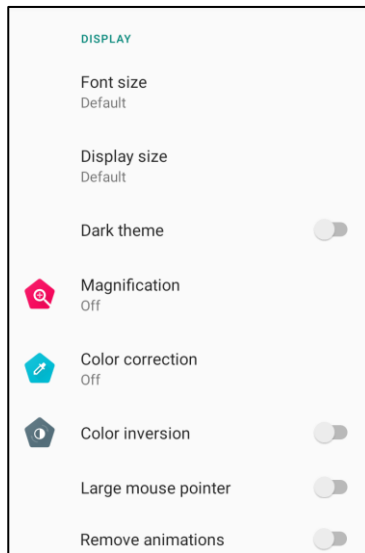 DISPLAY
Font size
Default
Display size
Default
Dark theme
Magnification
Off
Color correction
Off
Color inversion
Large mouse pointer
Remove animations